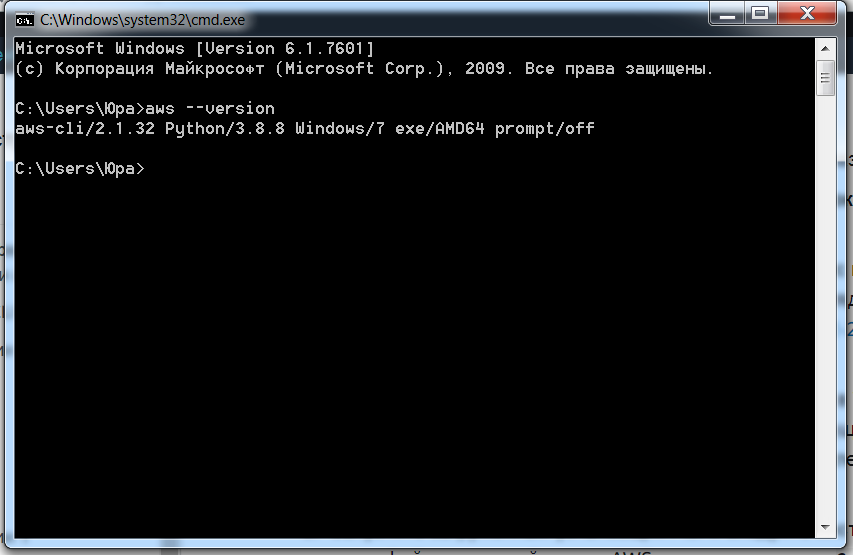 C:\Windows\system32\cmd.exe
Microsoft Windows [Version 6.1.7601]
(c) Корпорация Майкрософт (Microsoft Corp.), 2009. Все права защищены.
C:\Users\Юра>aws --version
aws-cli/2.1.32 Python/3.8.8 Windows/7 exe/AMD64 prompt/off
C:\Users\Юра>